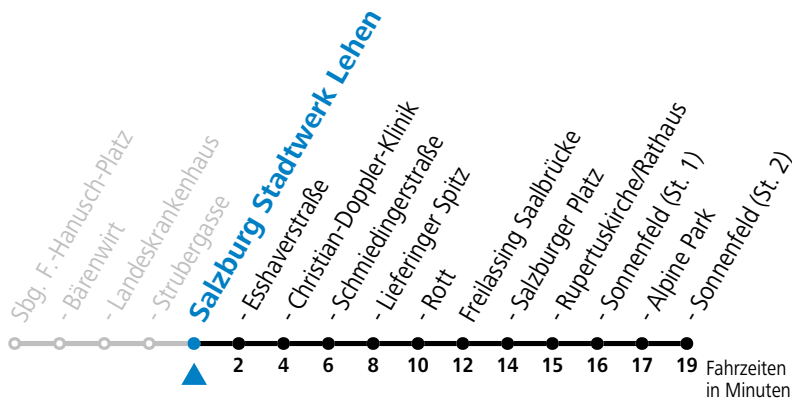 Sbg. F.-Hanusch-Platz
- Bärenwirt
- Landeskrankenhaus
- Strubergasse
Salzburg Stadtwerk Lehen
- Esshaverstraße
- Christian-Doppler-Klinik
- Schmiedingerstraße
- Lieferinger Spitz
- Rott
Freilassing Saalbrücke
- Salzburger Platz
- Rupertuskirche/Rathaus
- Sonnenfeld (St. 1)
- Alpine Park
- Sonnenfeld (St. 2)
2 4 6 8 10 12 14 15 16 17 19 Fahrzeiten
in Minuten